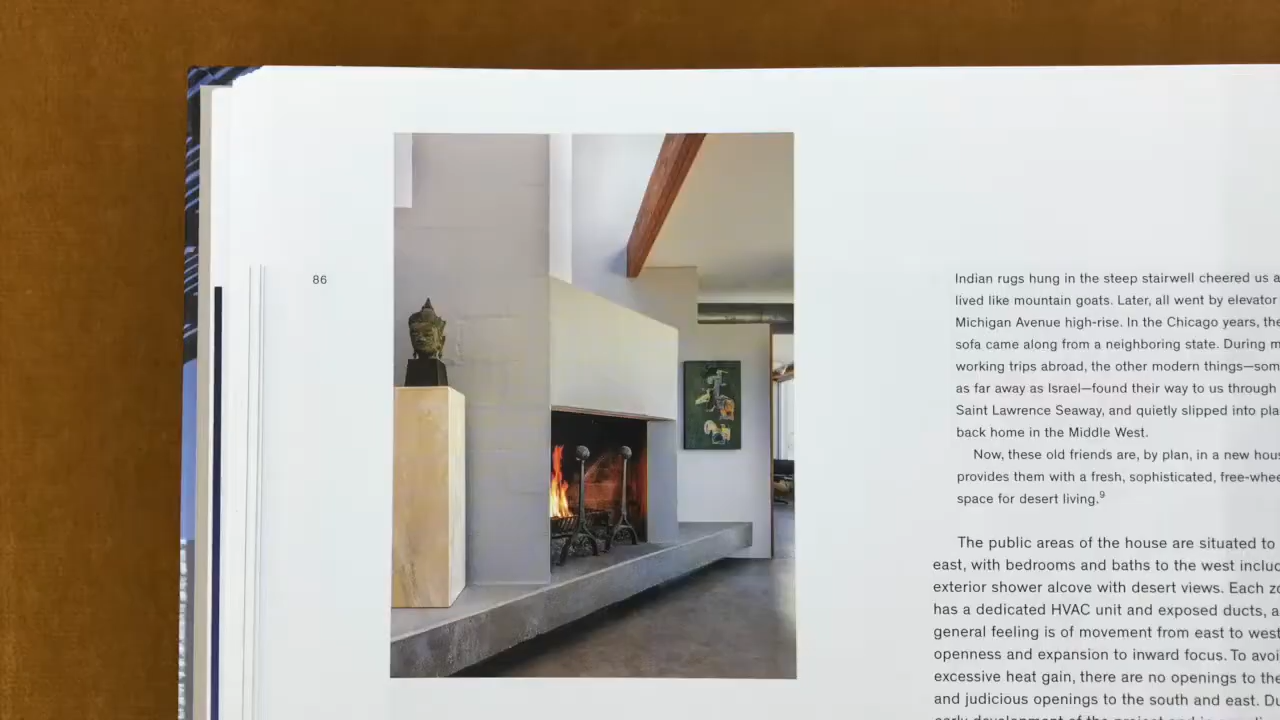 86
Indian rugs hung in the steep stairwell cheered us a
lived like mountain goats. Later, all went by elevator
Michigan Avenue high-rise. In the Chicago years, the
sofa came along from a neighboring state. During m
working trips abroad, the other modern things—som
as far away as Israel—found their way to us through
Saint Lawrence Seaway, and quietly slipped into pla
back home in the Middle West.
Now, these old friends are, by plan, in a new hous
provides them with a fresh, sophisticated, free-whee
space for desert living.9
The public areas of the house are situated to
east, with bedrooms and baths to the west includ
exterior shower alcove with desert views. Each zo
has a dedicated HVAC unit and exposed ducts, a
general feeling is of movement from east to west
openness and expansion to inward focus. To avoi
excessive heat gain, there are no openings to the
and judicious openings to the south and east. Du
early development of the project and in